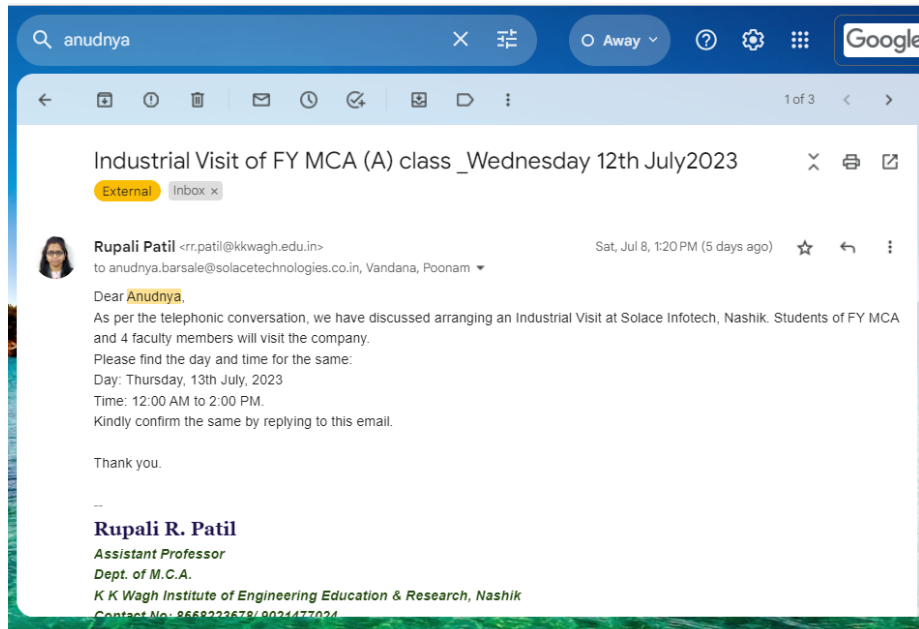 anudnya
Away
Google
1 of 3
Industrial Visit of FY MCA (A) class _Wednesday 12th July2023
External
Inbox ×
Rupali Patil <rr.patil@kkwagh.edu.in>
Sat, Jul 8, 1:20 PM (5 days ago)
to anudnya.barsale@solacetechnologies.co.in, Vandana, Poonam
Dear Anudnya,
As per the telephonic conversation, we have discussed arranging an Industrial Visit at Solace Infotech, Nashik. Students of FY MCA
and 4 faculty members will visit the company.
Please find the day and time for the same:
Day: Thursday, 13th July, 2023
Time: 12:00 AM to 2:00 PM.
Kindly confirm the same by replying to this email.
Thank you.
--
Rupali R. Patil
Assistant Professor
Dept. of M.C.A.
K K Wagh Institute of Engineering Education & Research, Nashik
Contact No: 8668223678/ 9021477024